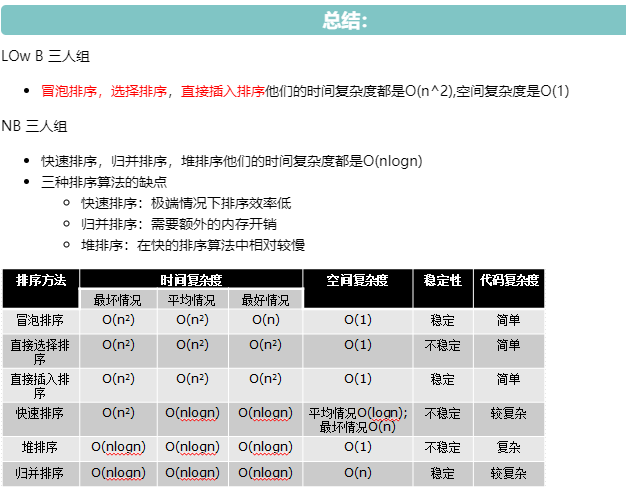 总结：
LOw B 三人组
冒泡排序，选择排序，直接插入排序他们的时间复杂度都是O(n^2),空间复杂度是O(1)
NB 三人组
快速排序，归并排序，堆排序他们的时间复杂度都是O(nlogn)
三种排序算法的缺点
快速排序：极端情况下排序效率低
归并排序：需要额外的内存开销
堆排序：在快的排序算法中相对较慢
排序方法 时间复杂度 空间复杂度 稳定性 代码复杂度
最坏情况 平均情况 最好情况
冒泡排序 O(n²) O(n²) O(n) O(1) 稳定 简单
直接选择排
序 O(n²) O(n²) O(n²) O(1) 不稳定 简单
直接插入排
序 O(n²) O(n²) O(n²) O(1) 稳定 简单
快速排序 O(n²) O(nlogn) O(nlogn) 平均情况O(logn);
最坏情况O(n) 不稳定 较复杂
堆排序 O(nlogn) O(nlogn) O(nlogn) O(1) 不稳定 复杂
归并排序 O(nlogn) O(nlogn) O(nlogn) O(n) 稳定 较复杂